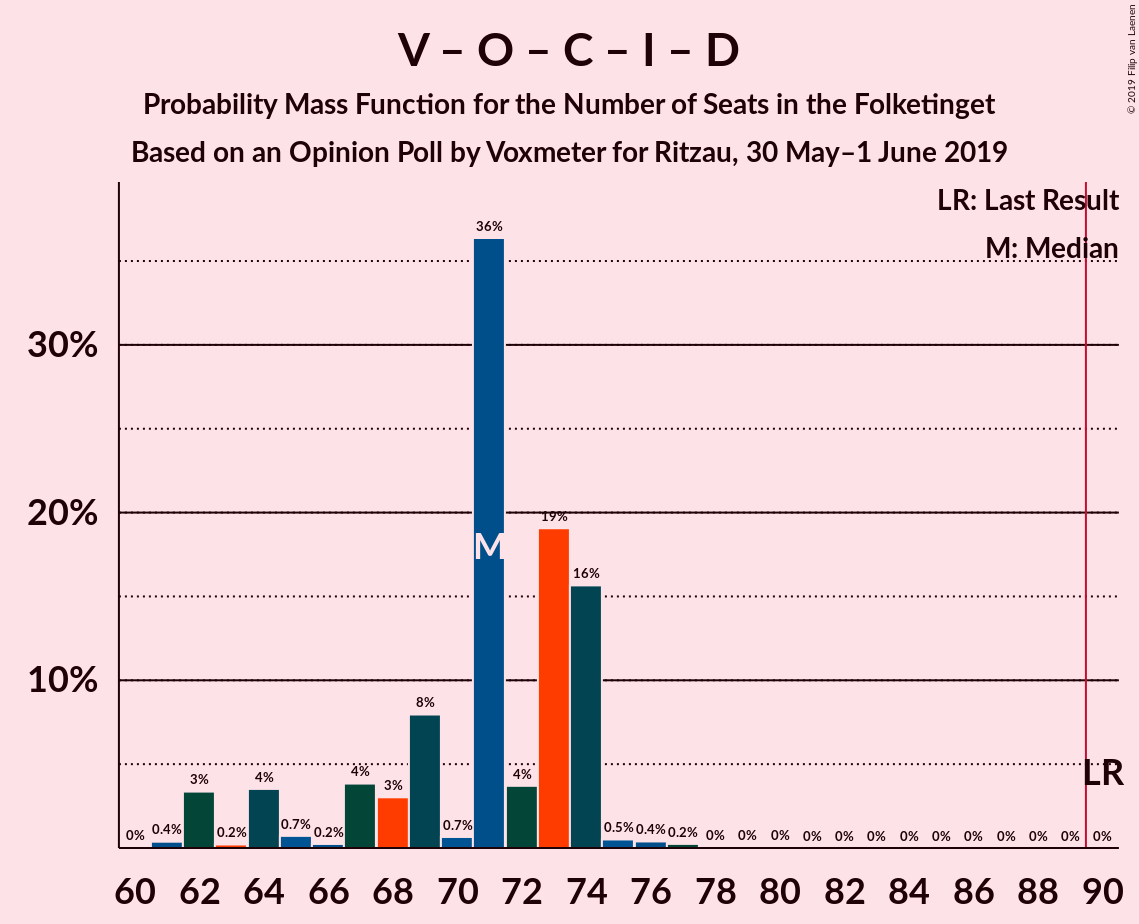 V – O – C – I – D
Probability Mass Function for the Number of Seats in the Folketinget
Based on an Opinion Poll by Voxmeter for Ritzau, 30 May–1 June 2019
© 2019 Filip van Laenen
LR: Last Result
M: Median
30%
20%
10%
0% 0.4% 3% 0.2% 4% 0.7% 0.2% 4% 3% 8% 0.7% 36% 4% 19% 16% 0.5% 0.4% 0.2% 0% 0% 0% 0% 0% 0% 0% 0% 0% 0% 0% 0% 0%
M
LR
60 62 64 66 68 70 72 74 76 78 80 82 84 86 88 90